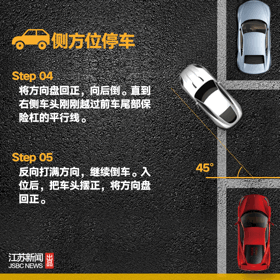 侧方位停车
Step 04
将方向盘回正，向后倒。直到
右侧车头刚刚越过前车尾部保
险杠的平行线。
45°
Step 05
反向打满方向，继续倒车。入
位后，把车头摆正，将方向盘
回正。
江苏新闻
JSBC NEWS
出品